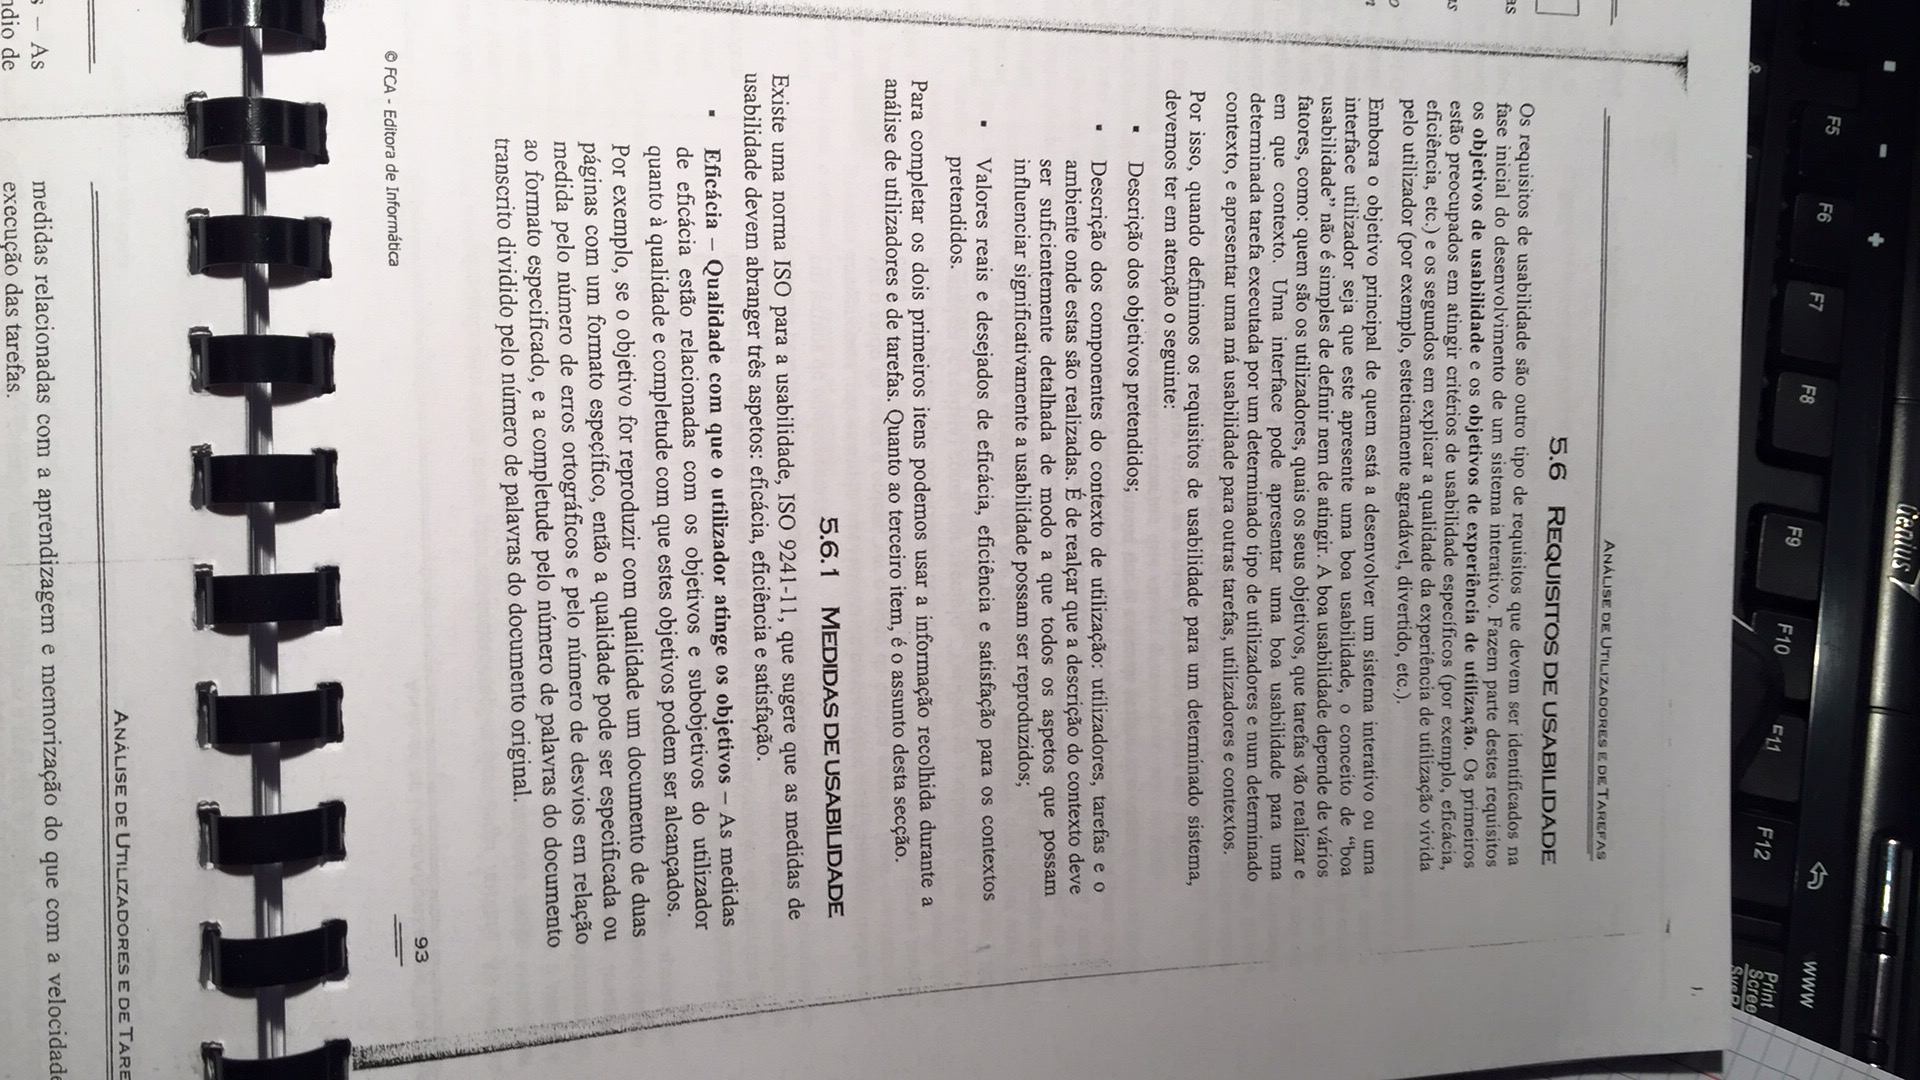 Genius
F5
F6
F7
F8
F9
F10
F11
F12
WWW
Print
Scree
ANÁLISE DE UTILIZADORES E DE TAREFAS
5.6 REQUISITOS DE USABILIDADE
Os requisitos de usabilidade são outro tipo de requisitos que devem ser identificados na
fase inicial do desenvolvimento de um sistema interativo. Fazem parte destes requisitos
os objetivos de usabilidade e os objetivos de experiência de utilização. Os primeiros
estão preocupados em atingir critérios de usabilidade específicos (por exemplo, eficácia,
eficiência, etc.) e os segundos em explicar a qualidade da experiência de utilização vivida
pelo utilizador (por exemplo, esteticamente agradável, divertido, etc.).
Embora o objetivo principal de quem está a desenvolver um sistema interativo ou uma
interface utilizador seja que este apresente uma boa usabilidade, o conceito de “boa
usabilidade” não é simples de definir nem de atingir. A boa usabilidade depende de vários
fatores, como: quem são os utilizadores, quais os seus objetivos, que tarefas vão realizar e
em que contexto. Uma interface pode apresentar uma boa usabilidade para uma
determinada tarefa executada por um determinado tipo de utilizadores e num determinado
contexto, e apresentar uma má usabilidade para outras tarefas, utilizadores e contextos.
Por isso, quando definimos os requisitos de usabilidade para um determinado sistema,
devemos ter em atenção o seguinte:
▪ Descrição dos objetivos pretendidos;
▪ Descrição dos componentes do contexto de utilização: utilizadores, tarefas e o
ambiente onde estas são realizadas. É de realçar que a descrição do contexto deve
ser suficientemente detalhada de modo a que todos os aspetos que possam
influenciar significativamente a usabilidade possam ser reproduzidos;
▪ Valores reais e desejados de eficácia, eficiência e satisfação para os contextos
pretendidos.
Para completar os dois primeiros itens podemos usar a informação recolhida durante a
análise de utilizadores e de tarefas. Quanto ao terceiro item, é o assunto desta secção.
5.6.1 MEDIDAS DE USABILIDADE
Existe uma norma ISO para a usabilidade, ISO 9241-11, que sugere que as medidas de
usabilidade devem abranger três aspetos: eficácia, eficiência e satisfação.
▪ Eficácia – Qualidade com que o utilizador atinge os objetivos – As medidas
de eficácia estão relacionadas com os objetivos e subobjetivos do utilizador
quanto à qualidade e completude com que estes objetivos podem ser alcançados.
Por exemplo, se o objetivo for reproduzir com qualidade um documento de duas
páginas com um formato específico, então a qualidade pode ser especificada ou
medida pelo número de erros ortográficos e pelo número de desvios em relação
ao formato especificado, e a completude pelo número de palavras do documento
transcrito dividido pelo número de palavras do documento original.
93
© FCA - Editora de Informática
ANÁLISE DE UTILIZADORES E DE TARE
– As
ndio de
medidas relacionadas com a aprendizagem e memorização do que com a velocidade
execução das tarefas.